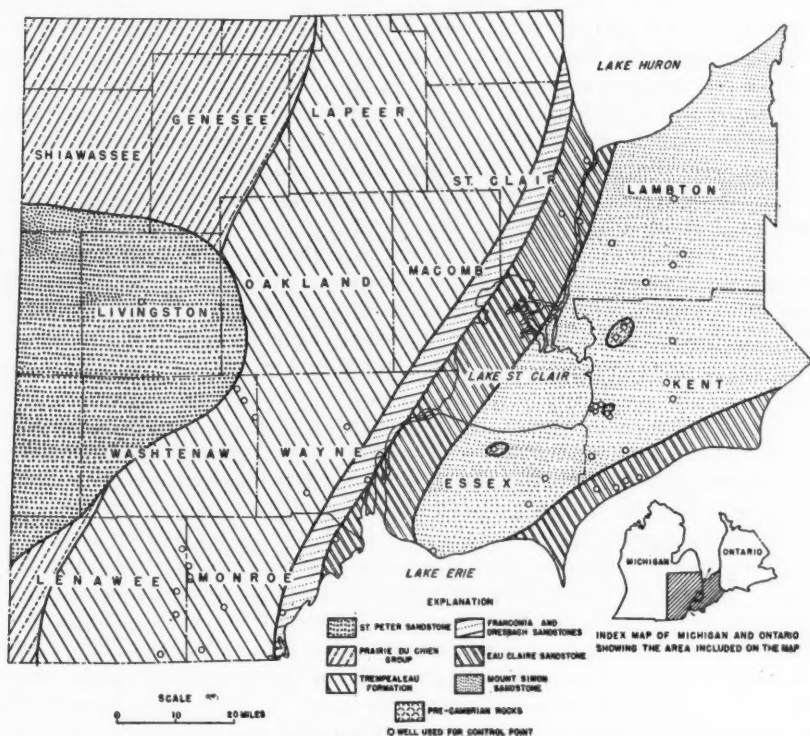 LAKE HURON
GENESEE
LAPEER
SHIAWASSEE
ST. CLAIR
LAMBTON
OAKLAND
MACOMB
LIVINGSTON
LAKE ST CLAIR
KENT
WASHTENAW
WAYNE
ESSEX
LENAWEE
MONROE
LAKE ERIE
MICHIGAN
ONTARIO
INDEX MAP OF MICHIGAN AND ONTARIO
SHOWING THE AREA INCLUDED ON THE MAP
EXPLANATION
ST. PETER SANDSTONE
FRANCONIA AND
DRESBACH SANDSTONES
PRAIRIE DU CHIEN
GROUP
EAU CLAIRE SANDSTONE
TREMPEALEAU
FORMATION
MOUNT SIMON
SANDSTONE
PRE-CAMBRIAN ROCKS
WELL USED FOR CONTROL POINT
SCALE
0 10 20 MILES